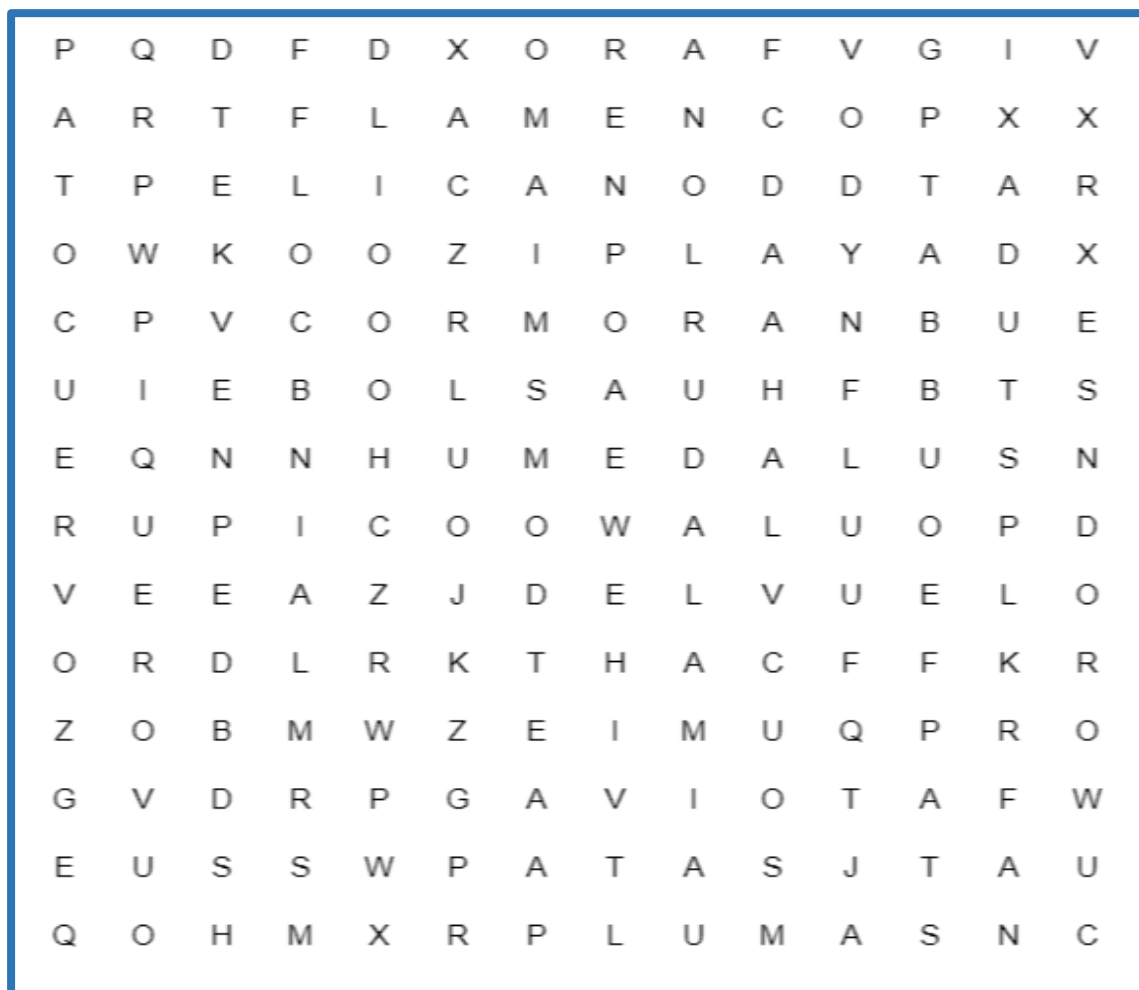 P Q D F D X O R A F V G I V
A R T F L A M E N C O P X X
T P E L I C A N O D D T A R
O W K O O Z I P L A Y A D X
C P V C O R M O R A N B U E
U I E B O L S A U H F B T S
E Q N N H U M E D A L U S N
R U P I C O O W A L U O P D
V E E A Z J D E L V U E L O
O R D L R K T H A C F F K R
Z O B M W Z E I M U Q P R O
G V D R P G A V I O T A F W
E U S S W P A T A S J T A U
Q O H M X R P L U M A S N C